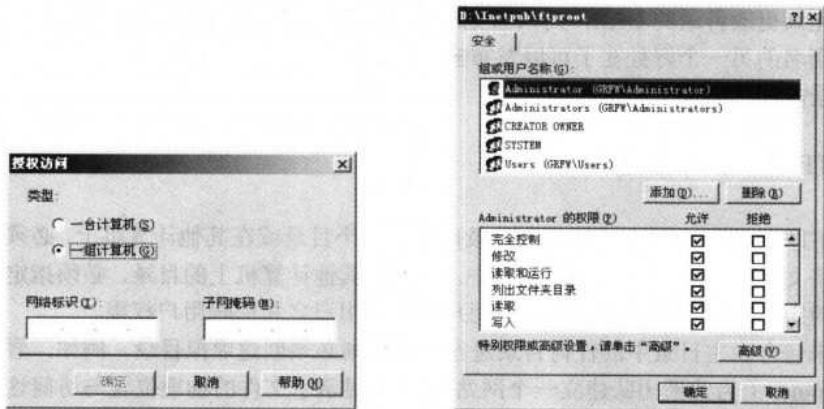 授权访问
类型:
一台计算机(S)
一组计算机(G)
网络标识(I):
子网掩码(M):
确定
取消
帮助(H)
D:\Inetpub\ftproot
安全
组或用户名称(G):
Administrator (GRFW\Administrator)
Administrators (GRFW\Administrators)
CREATOR OWNER
SYSTEM
Users (GRFW\Users)
添加(D)...
删除(R)
Administrator 的权限(P)
允许
拒绝
完全控制
修改
读取和运行
列出文件夹目录
读取
写入
特别权限或高级设置，请单击“高级”。
高级(V)
确定
取消